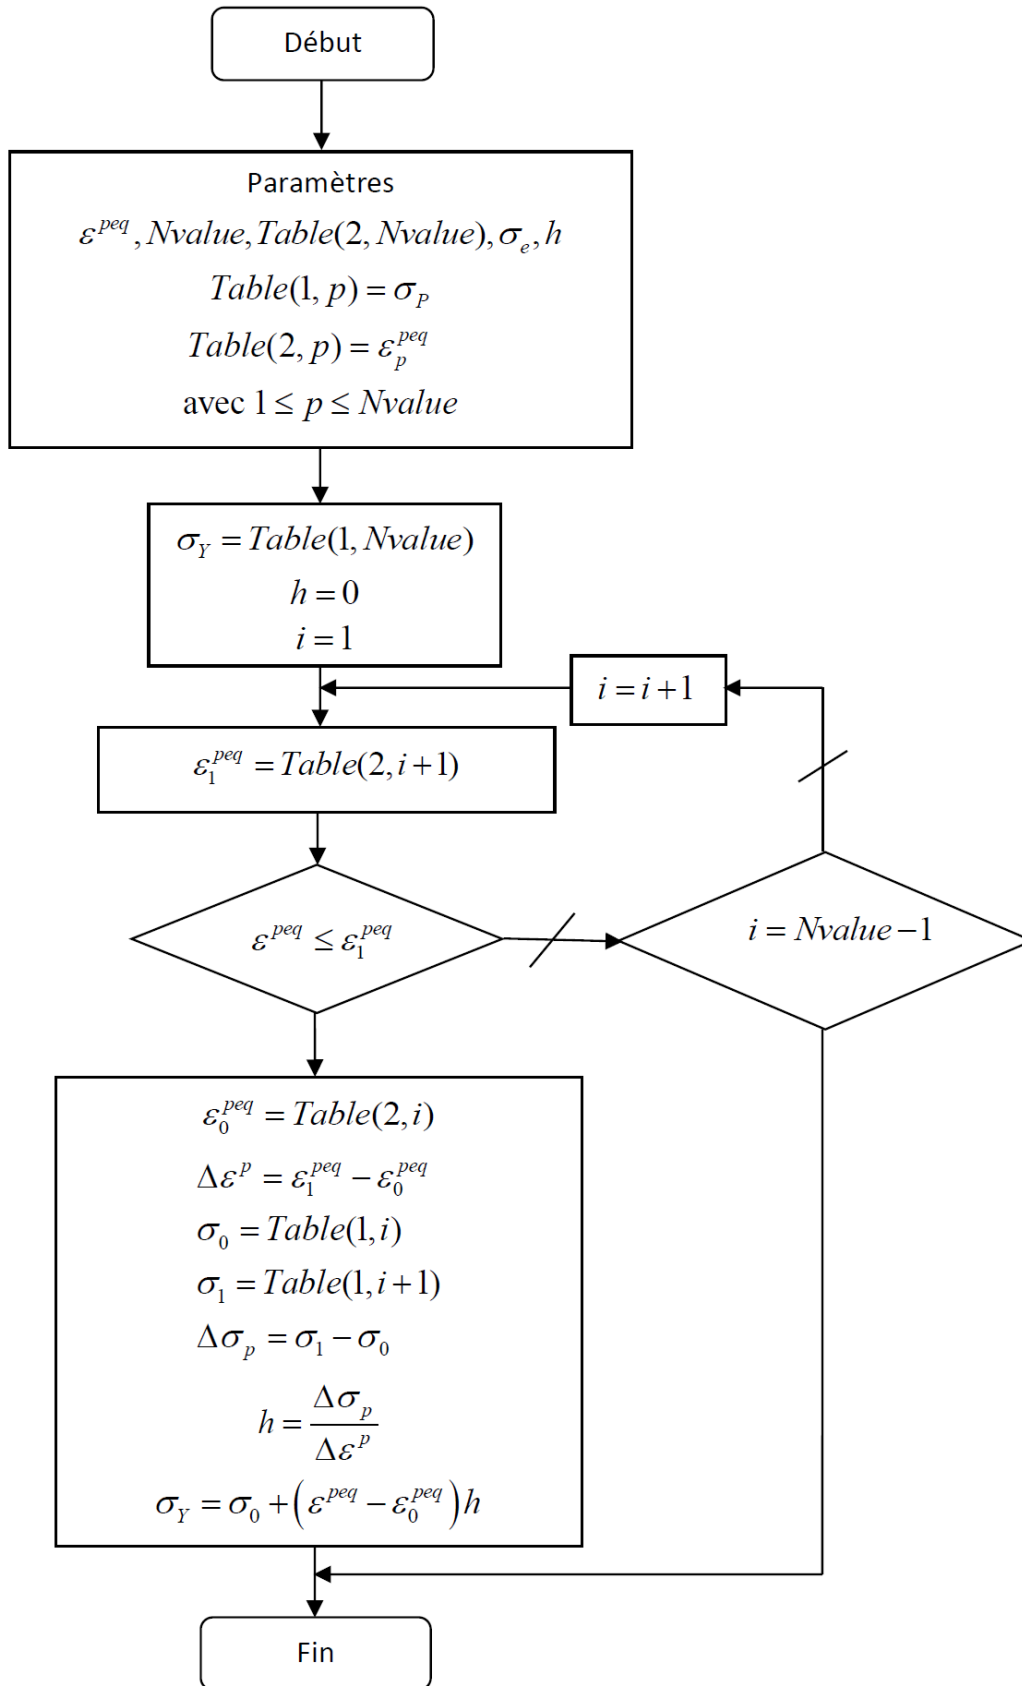 Début
Paramètres
ε^{peq}, Nvalue, Table(2, Nvalue), σ_e, h
Table(1, p) = σ_P
Table(2, p) = ε_p^{peq}
avec 1 ≤ p ≤ Nvalue
σ_Y = Table(1, Nvalue)
h = 0
i = 1
i = i + 1
ε_1^{peq} = Table(2, i + 1)
ε^{peq} ≤ ε_1^{peq}
i = Nvalue − 1
ε_0^{peq} = Table(2, i)
Δε^p = ε_1^{peq} − ε_0^{peq}
σ_0 = Table(1, i)
σ_1 = Table(1, i + 1)
Δσ_p = σ_1 − σ_0
h = Δσ_p / Δε^p
σ_Y = σ_0 + (ε^{peq} − ε_0^{peq}) h
Fin